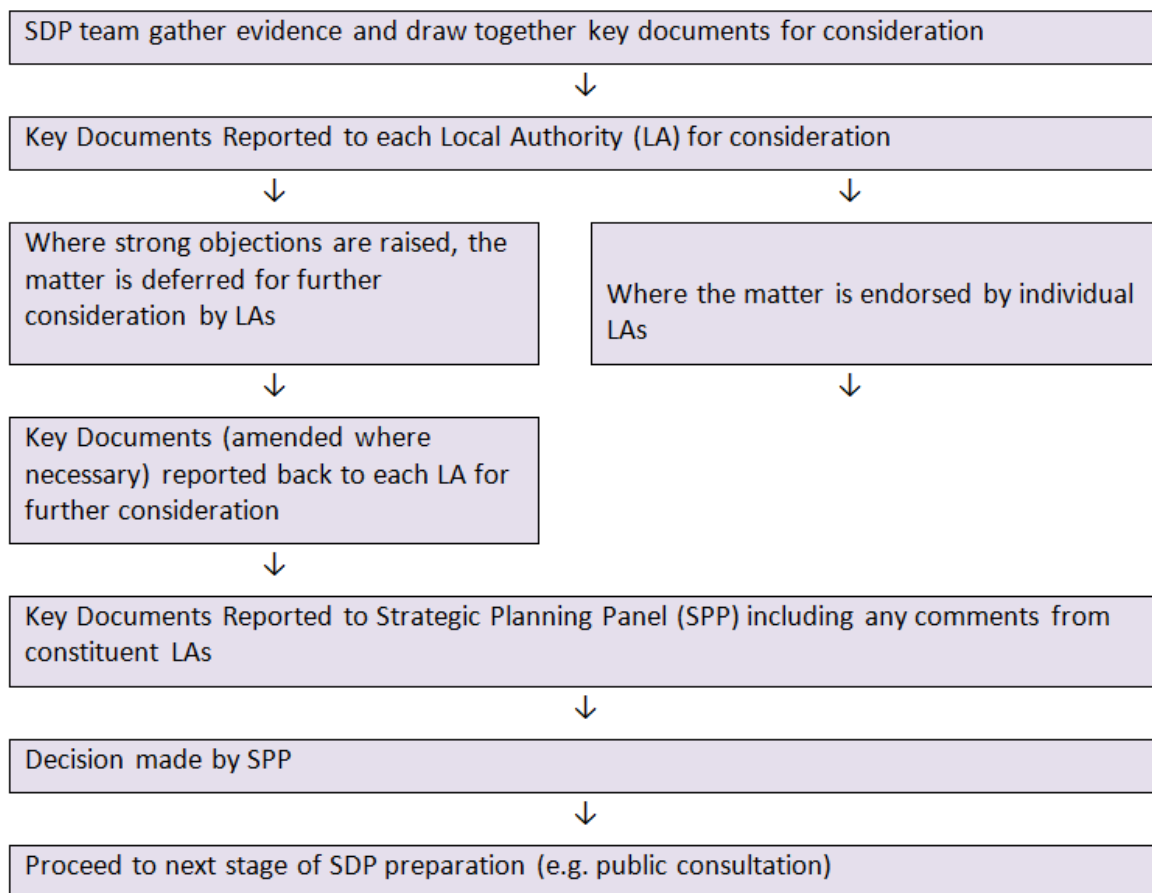 SDP team gather evidence and draw together key documents for consideration
↓
Key Documents Reported to each Local Authority (LA) for consideration
↓
↓
Where strong objections are raised, the
matter is deferred for further
consideration by LAs
Where the matter is endorsed by individual
LAs
↓
↓
Key Documents (amended where
necessary) reported back to each LA for
further consideration
↓
Key Documents Reported to Strategic Planning Panel (SPP) including any comments from
constituent LAs
↓
Decision made by SPP
↓
Proceed to next stage of SDP preparation (e.g. public consultation)